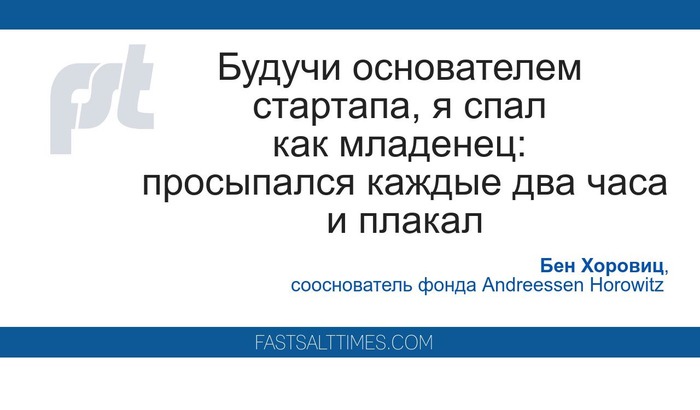 fst
Будучи основателем
стартапа, я спал
как младенец:
просыпался каждые два часа
и плакал
Бен Хоровиц,
сооснователь фонда Andreessen Horowitz
FASTSALTTIMES.COM